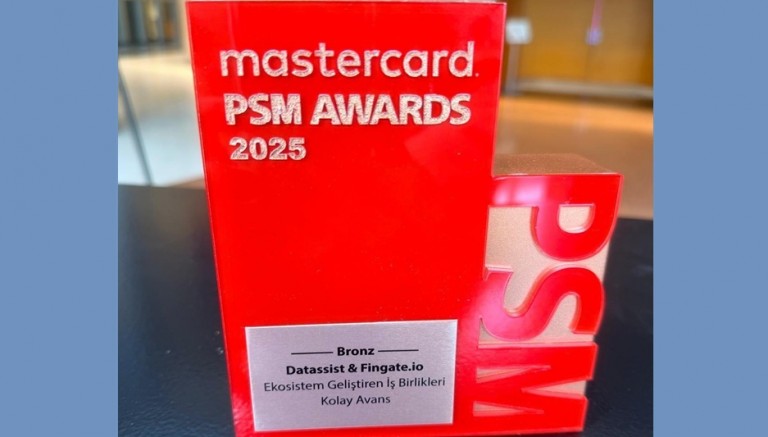 mastercard.
PSM AWARDS
2025
PSM
Bronz
Datassist & Fingate.io
Ekosistem Geliştiren İş Birlikleri
Kolay Avans